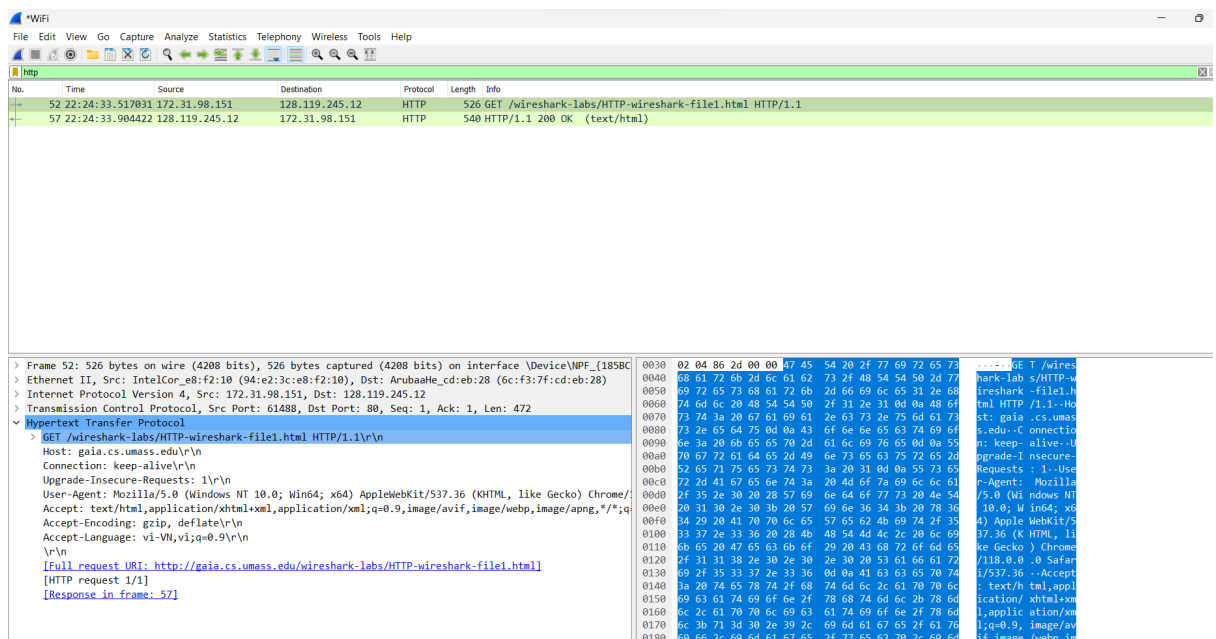 *WiFi
File Edit View Go Capture Analyze Statistics Telephony Wireless Tools Help
http
No. Time Source Destination Protocol Length Info
52 22:24:33.517031 172.31.98.151 128.119.245.12 HTTP 526 GET /wireshark-labs/HTTP-wireshark-file1.html HTTP/1.1
57 22:24:33.904422 128.119.245.12 172.31.98.151 HTTP 540 HTTP/1.1 200 OK (text/html)
Frame 52: 526 bytes on wire (4208 bits), 526 bytes captured (4208 bits) on interface \Device\NPF_{185BC
Ethernet II, Src: IntelCor_e8:f2:10 (94:e2:3c:e8:f2:10), Dst: ArubaaHe_cd:eb:28 (6c:f3:7f:cd:eb:28)
Internet Protocol Version 4, Src: 172.31.98.151, Dst: 128.119.245.12
Transmission Control Protocol, Src Port: 61488, Dst Port: 80, Seq: 1, Ack: 1, Len: 472
Hypertext Transfer Protocol
GET /wireshark-labs/HTTP-wireshark-file1.html HTTP/1.1\r\n
Host: gaia.cs.umass.edu\r\n
Connection: keep-alive\r\n
Upgrade-Insecure-Requests: 1\r\n
User-Agent: Mozilla/5.0 (Windows NT 10.0; Win64; x64) AppleWebKit/537.36 (KHTML, like Gecko) Chrome/1
Accept: text/html,application/xhtml+xml,application/xml;q=0.9,image/avif,image/webp,image/apng,*/*;q=
Accept-Encoding: gzip, deflate\r\n
Accept-Language: vi-VN,vi;q=0.9\r\n
\r\n
[Full request URI: http://gaia.cs.umass.edu/wireshark-labs/HTTP-wireshark-file1.html]
[HTTP request 1/1]
[Response in frame: 57]
0030 02 04 86 2d 00 00 47 45 54 20 2f 77 69 72 65 73 ...-..GE T /wires
0040 68 61 72 6b 2d 6c 61 62 73 2f 48 54 54 50 2d 77 hark-lab s/HTTP-w
0050 69 72 65 73 68 61 72 6b 2d 66 69 6c 65 31 2e 68 ireshark -file1.h
0060 74 6d 6c 20 48 54 54 50 2f 31 2e 31 0d 0a 48 6f tml HTTP /1.1··Ho
0070 73 74 3a 20 67 61 69 61 2e 63 73 2e 75 6d 61 73 st: gaia .cs.umas
0080 73 2e 65 64 75 0d 0a 43 6f 6e 6e 65 63 74 69 6f s.edu··C onnectio
0090 6e 3a 20 6b 65 65 70 2d 61 6c 69 76 65 0d 0a 55 n: keep- alive··U
00a0 70 67 72 61 64 65 2d 49 6e 73 65 63 75 72 65 2d pgrade-I nsecure-
00b0 52 65 71 75 65 73 74 73 3a 20 31 0d 0a 55 73 65 Requests : 1··Use
00c0 72 2d 41 67 65 6e 74 3a 20 4d 6f 7a 69 6c 6c 61 r-Agent: Mozilla
00d0 2f 35 2e 30 20 28 57 69 6e 64 6f 77 73 20 4e 54 /5.0 (Wi ndows NT
00e0 20 31 30 2e 30 3b 20 57 69 6e 36 34 3b 20 78 36 10.0; W in64; x6
00f0 34 29 20 41 70 70 6c 65 57 65 62 4b 69 74 2f 35 4) Apple WebKit/5
0100 33 37 2e 33 36 20 28 4b 48 54 4d 4c 2c 20 6c 69 37.36 (K HTML, li
0110 6b 65 20 47 65 63 6b 6f 29 20 43 68 72 6f 6d 65 ke Gecko ) Chrome
0120 2f 31 31 38 2e 30 2e 30 2e 30 20 53 61 66 61 72 /118.0.0 .0 Safar
0130 69 2f 35 33 37 2e 33 36 0d 0a 41 63 63 65 70 74 i/537.36 ··Accept
0140 3a 20 74 65 78 74 2f 68 74 6d 6c 2c 61 70 70 6c : text/h tml,appl
0150 69 63 61 74 69 6f 6e 2f 78 68 74 6d 6c 2b 78 6d ication/ xhtml+xm
0160 6c 2c 61 70 70 6c 69 63 61 74 69 6f 6e 2f 78 6d l,applic ation/xm
0170 6c 3b 71 3d 30 2e 39 2c 69 6d 61 67 65 2f 61 76 l;q=0.9, image/av
0180 69 66 2c 69 6d 61 67 65 2f 77 65 62 70 2c 69 6d if,image /webp,im